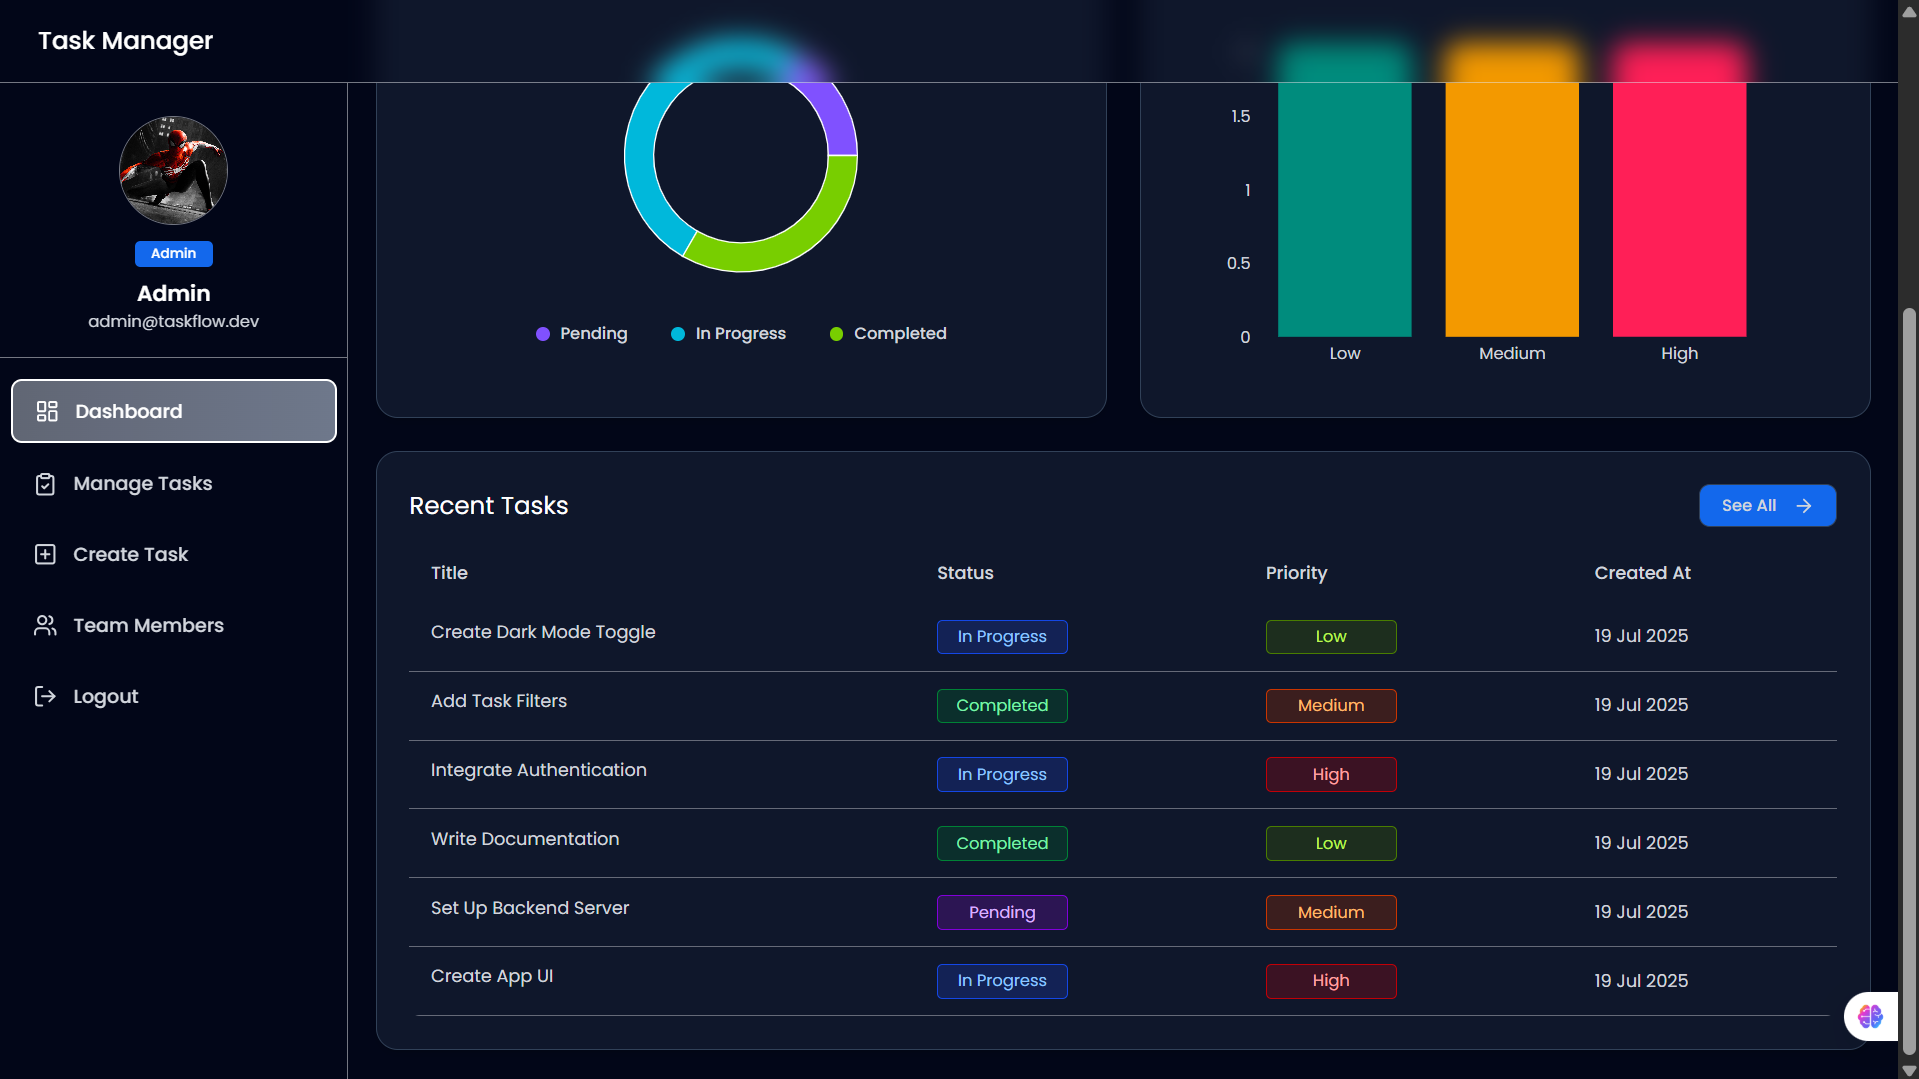 Task Manager
Admin
Admin
admin@taskflow.dev
Dashboard
Manage Tasks
Create Task
Team Members
Logout
Pending
In Progress
Completed
1.5
1
0.5
0
Low
Medium
High
Recent Tasks
See All
Title Status Priority Created At
Create Dark Mode Toggle In Progress Low 19 Jul 2025
Add Task Filters Completed Medium 19 Jul 2025
Integrate Authentication In Progress High 19 Jul 2025
Write Documentation Completed Low 19 Jul 2025
Set Up Backend Server Pending Medium 19 Jul 2025
Create App UI In Progress High 19 Jul 2025